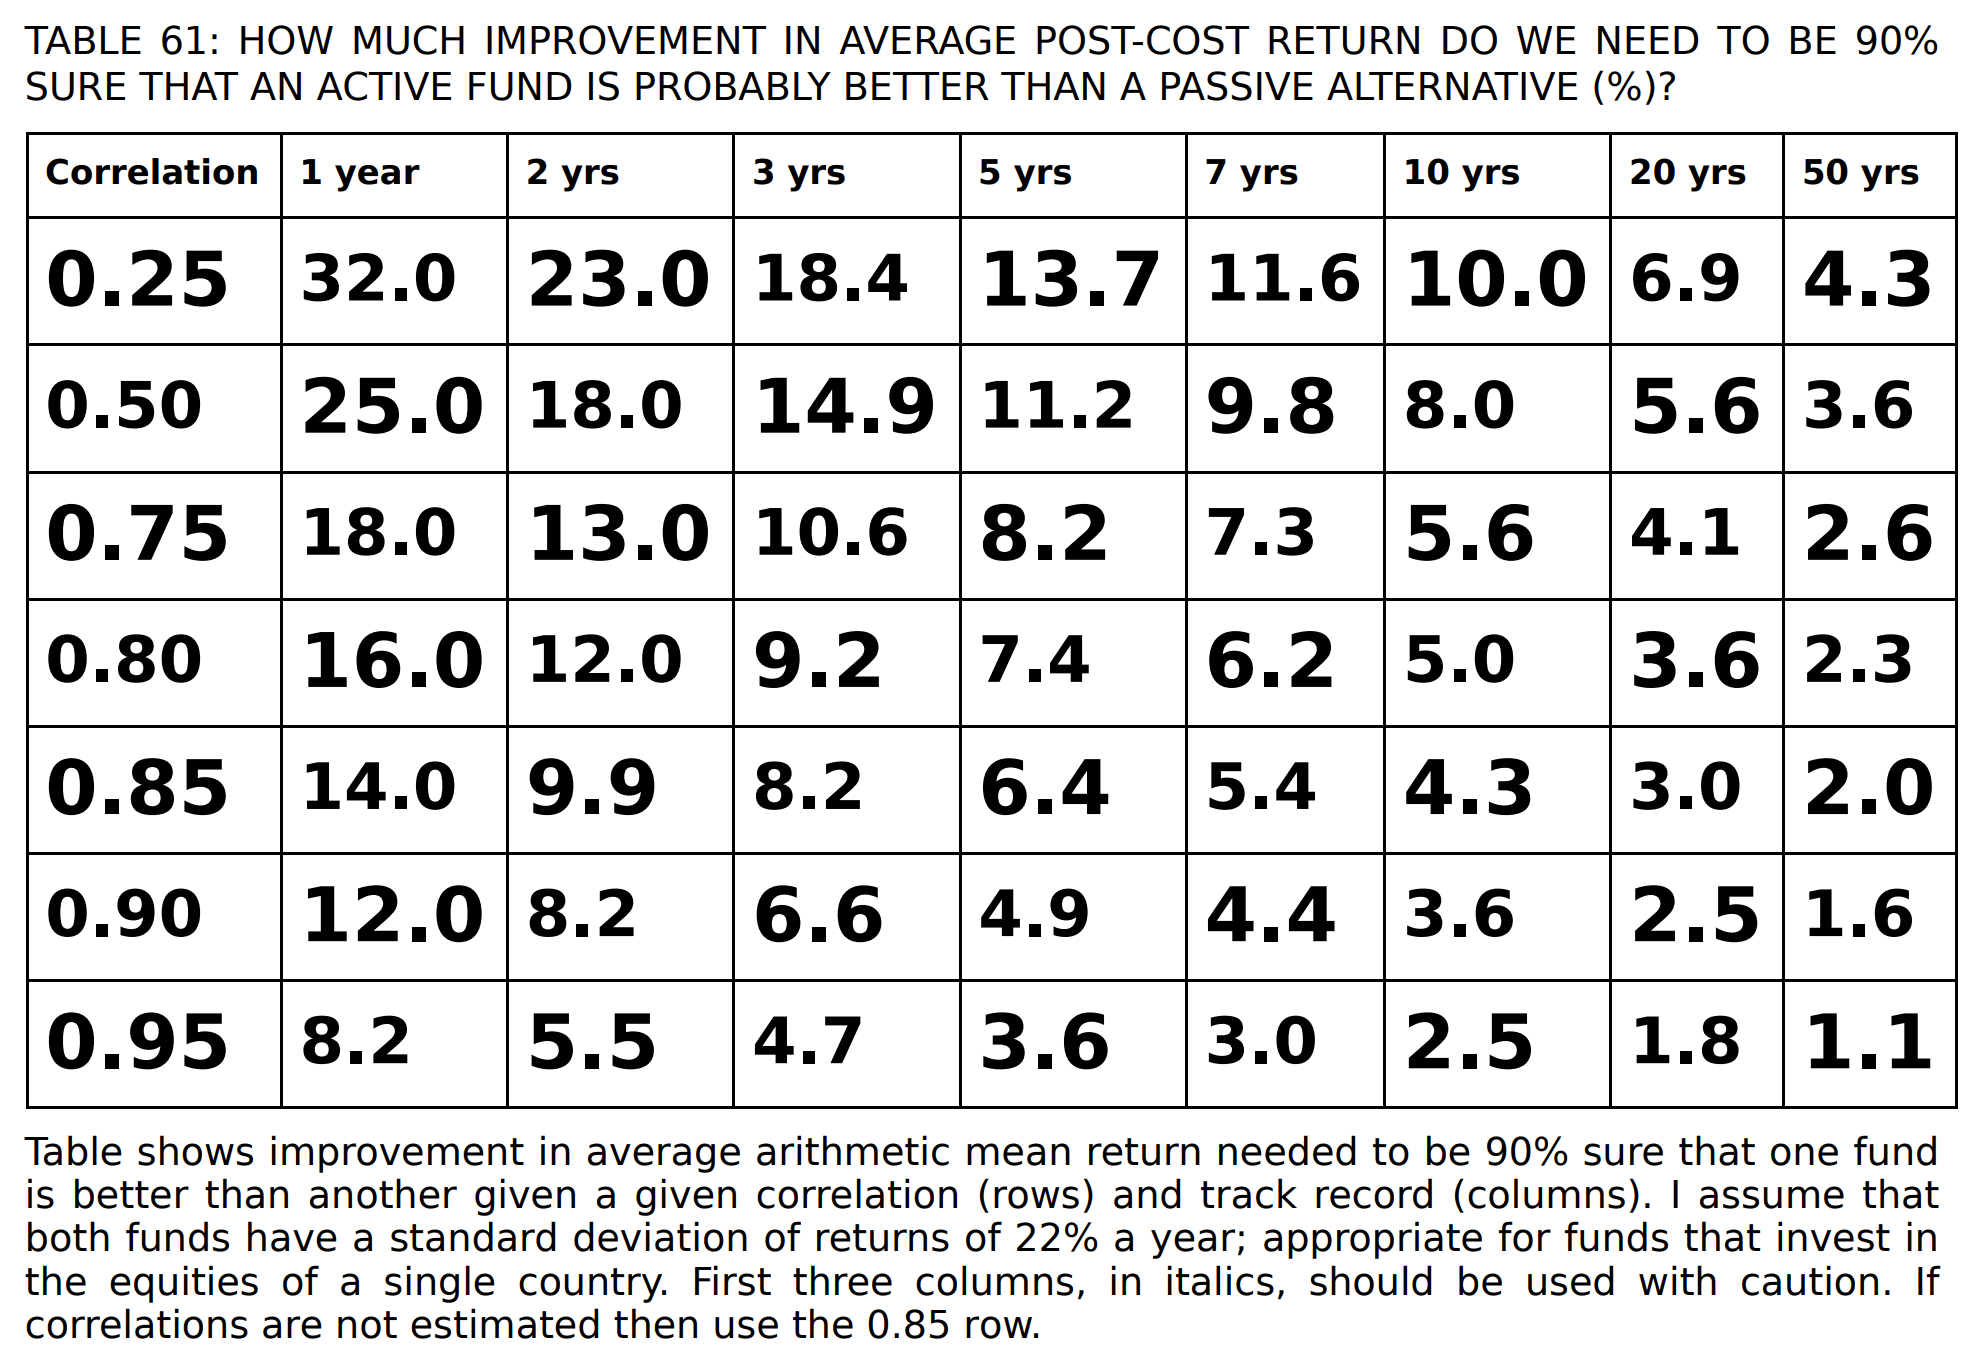 TABLE 61: HOW MUCH IMPROVEMENT IN AVERAGE POST-COST RETURN DO WE NEED TO BE 90%
SURE THAT AN ACTIVE FUND IS PROBABLY BETTER THAN A PASSIVE ALTERNATIVE (%)?
Correlation 1 year 2 yrs 3 yrs 5 yrs 7 yrs 10 yrs 20 yrs 50 yrs
0.25 32.0 23.0 18.4 13.7 11.6 10.0 6.9 4.3
0.50 25.0 18.0 14.9 11.2 9.8 8.0 5.6 3.6
0.75 18.0 13.0 10.6 8.2 7.3 5.6 4.1 2.6
0.80 16.0 12.0 9.2 7.4 6.2 5.0 3.6 2.3
0.85 14.0 9.9 8.2 6.4 5.4 4.3 3.0 2.0
0.90 12.0 8.2 6.6 4.9 4.4 3.6 2.5 1.6
0.95 8.2 5.5 4.7 3.6 3.0 2.5 1.8 1.1
Table shows improvement in average arithmetic mean return needed to be 90% sure that one fund
is better than another given a given correlation (rows) and track record (columns). I assume that
both funds have a standard deviation of returns of 22% a year; appropriate for funds that invest in
the equities of a single country. First three columns, in italics, should be used with caution. If
correlations are not estimated then use the 0.85 row.